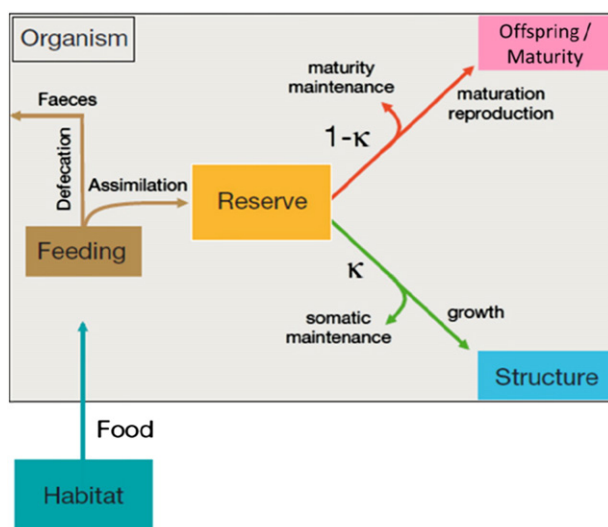 Organism
Offspring /
Maturity
maturity
maintenance
maturation
reproduction
Faeces
Defecation
Assimilation
1-κ
Reserve
Feeding
κ
somatic
maintenance
growth
Structure
Food
Habitat